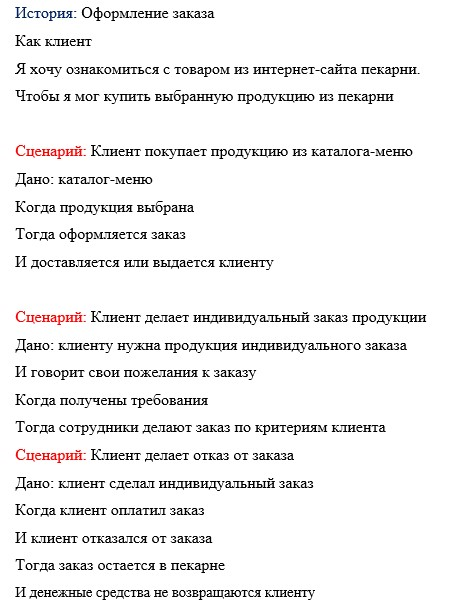 История: Оформление заказа
Как клиент
Я хочу ознакомиться с товаром из интернет-сайта пекарни.
Чтобы я мог купить выбранную продукцию из пекарни
Сценарий: Клиент покупает продукцию из каталога-меню
Дано: каталог-меню
Когда продукция выбрана
Тогда оформляется заказ
И доставляется или выдается клиенту
Сценарий: Клиент делает индивидуальный заказ продукции
Дано: клиенту нужна продукция индивидуального заказа
И говорит свои пожелания к заказу
Когда получены требования
Тогда сотрудники делают заказ по критериям клиента
Сценарий: Клиент делает отказ от заказа
Дано: клиент сделал индивидуальный заказ
Когда клиент оплатил заказ
И клиент отказался от заказа
Тогда заказ остается в пекарне
И денежные средства не возвращаются клиенту